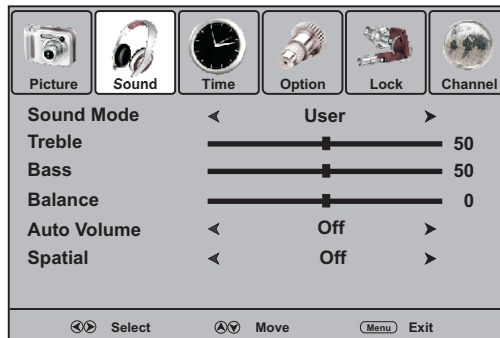 Picture Sound Time Option Lock Channel
Sound Mode User
Treble 50
Bass 50
Balance 0
Auto Volume Off
Spatial Off
Select Move Menu Exit